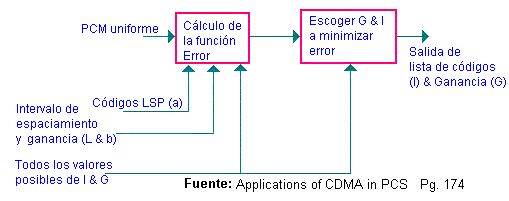 PCM uniforme
Cálculo de
la función
Error
Escoger G & I
a minimizar
error
Salida de
lista de códigos
(I) & Ganancia (G)
Códigos LSP (a)
Intervalo de
espaciamiento
y ganancia (L & b)
Todos los valores
posibles de I & G
Fuente: Applications of CDMA in PCS Pg. 174